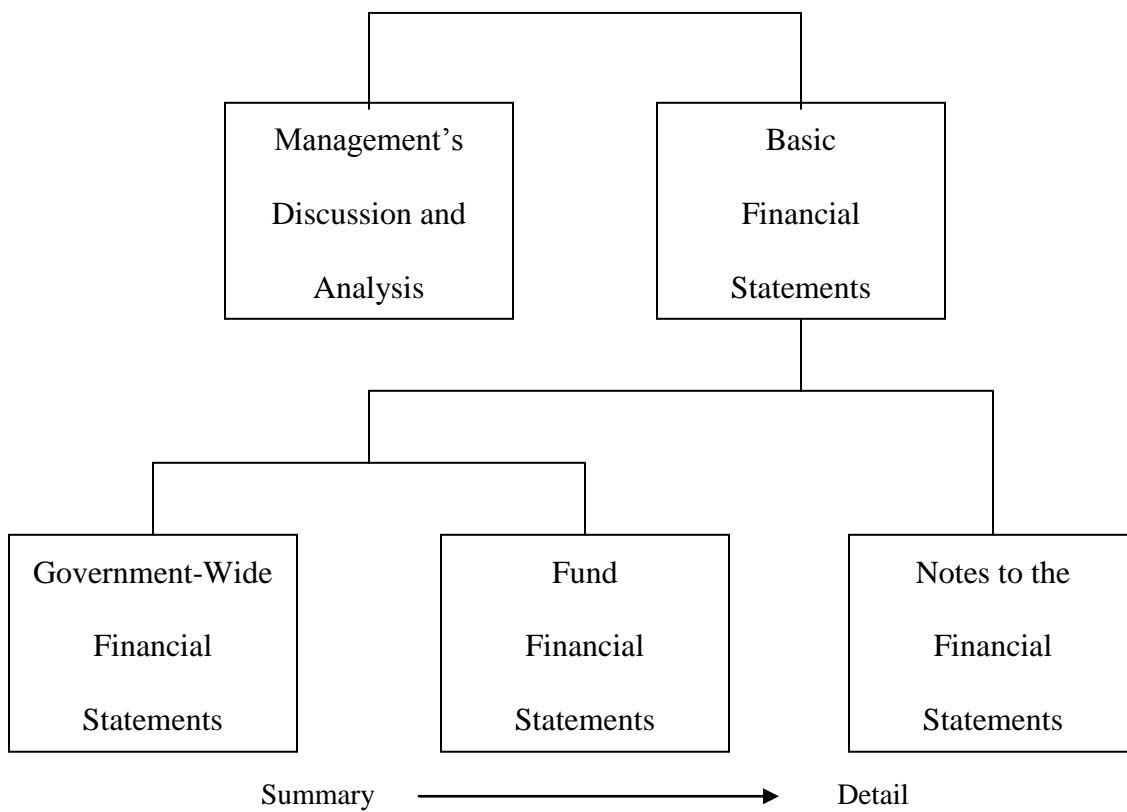 Management’s
Discussion and
Analysis
Basic
Financial
Statements
Government-Wide
Financial
Statements
Fund
Financial
Statements
Notes to the
Financial
Statements
Summary
Detail